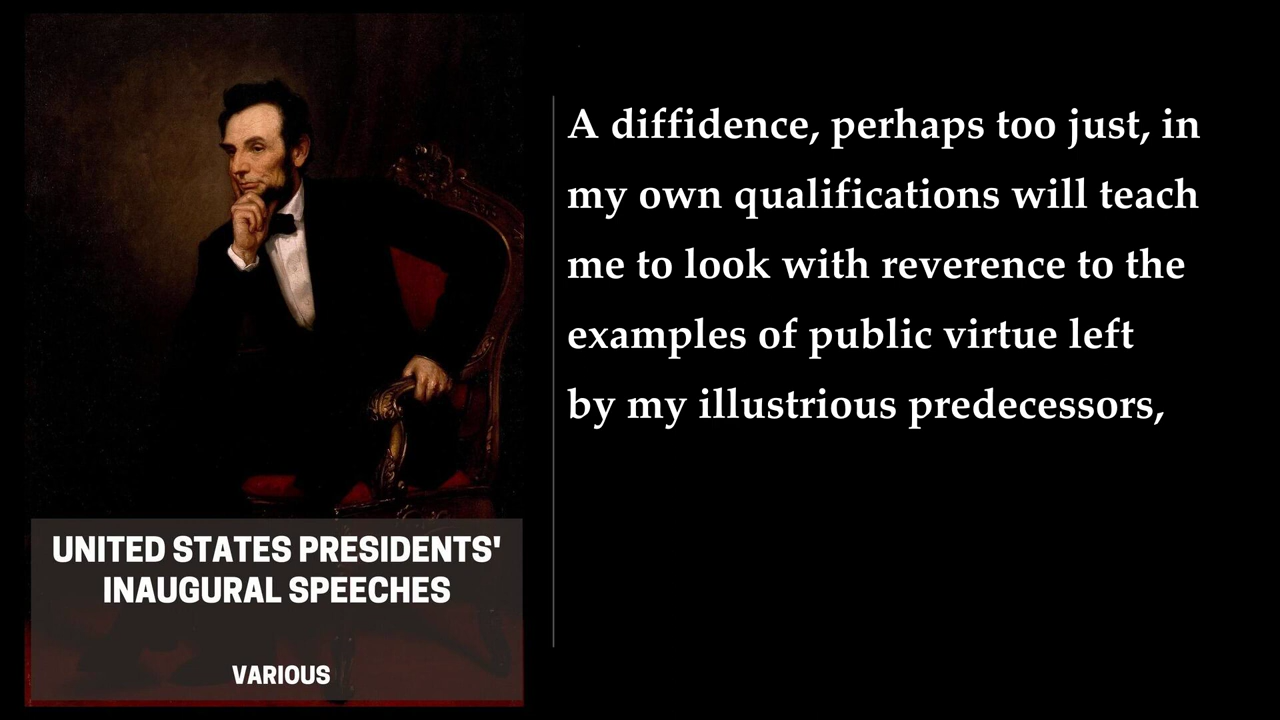 A diffidence, perhaps too just, in
my own qualifications will teach
me to look with reverence to the
examples of public virtue left
by my illustrious predecessors,
UNITED STATES PRESIDENTS'
INAUGURAL SPEECHES
VARIOUS